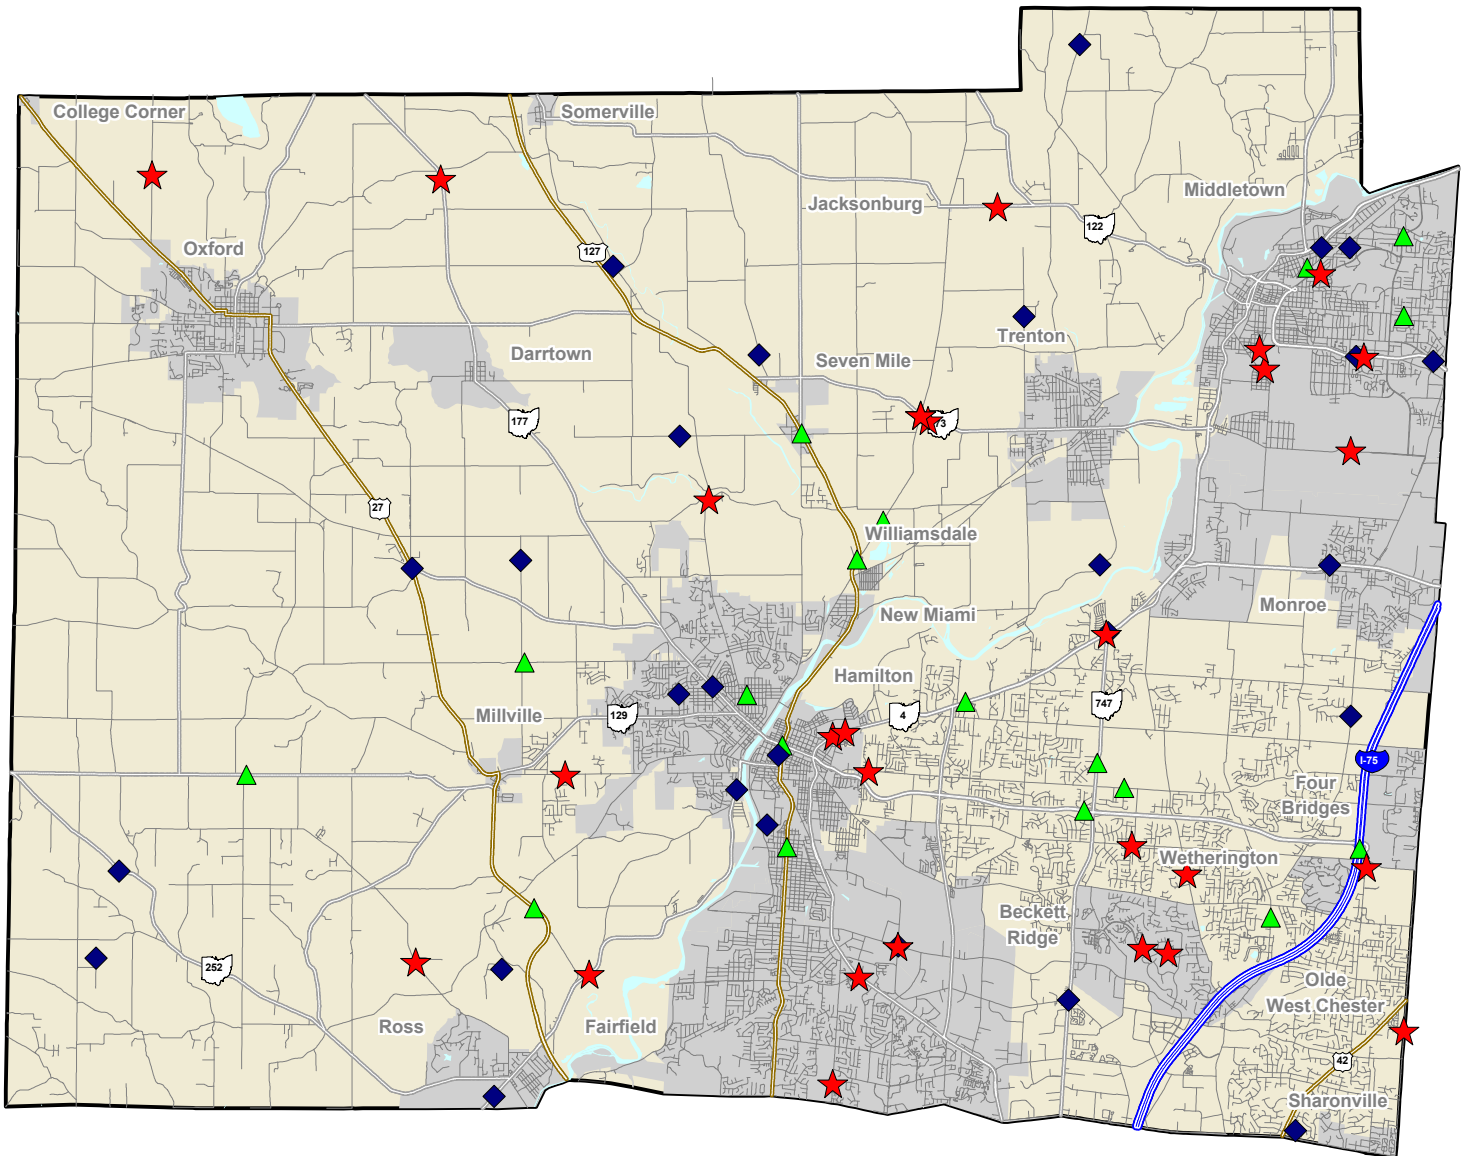 College Corner
Somerville
Middletown
Jacksonburg
122
Oxford
127
Trenton
Darrtown
Seven Mile
177
73
27
Williamsdale
Monroe
New Miami
Hamilton
Millville
129
4
747
I-75
Four
Bridges
Wetherington
Beckett
Ridge
252
Olde
West Chester
Ross
Fairfield
42
Sharonville